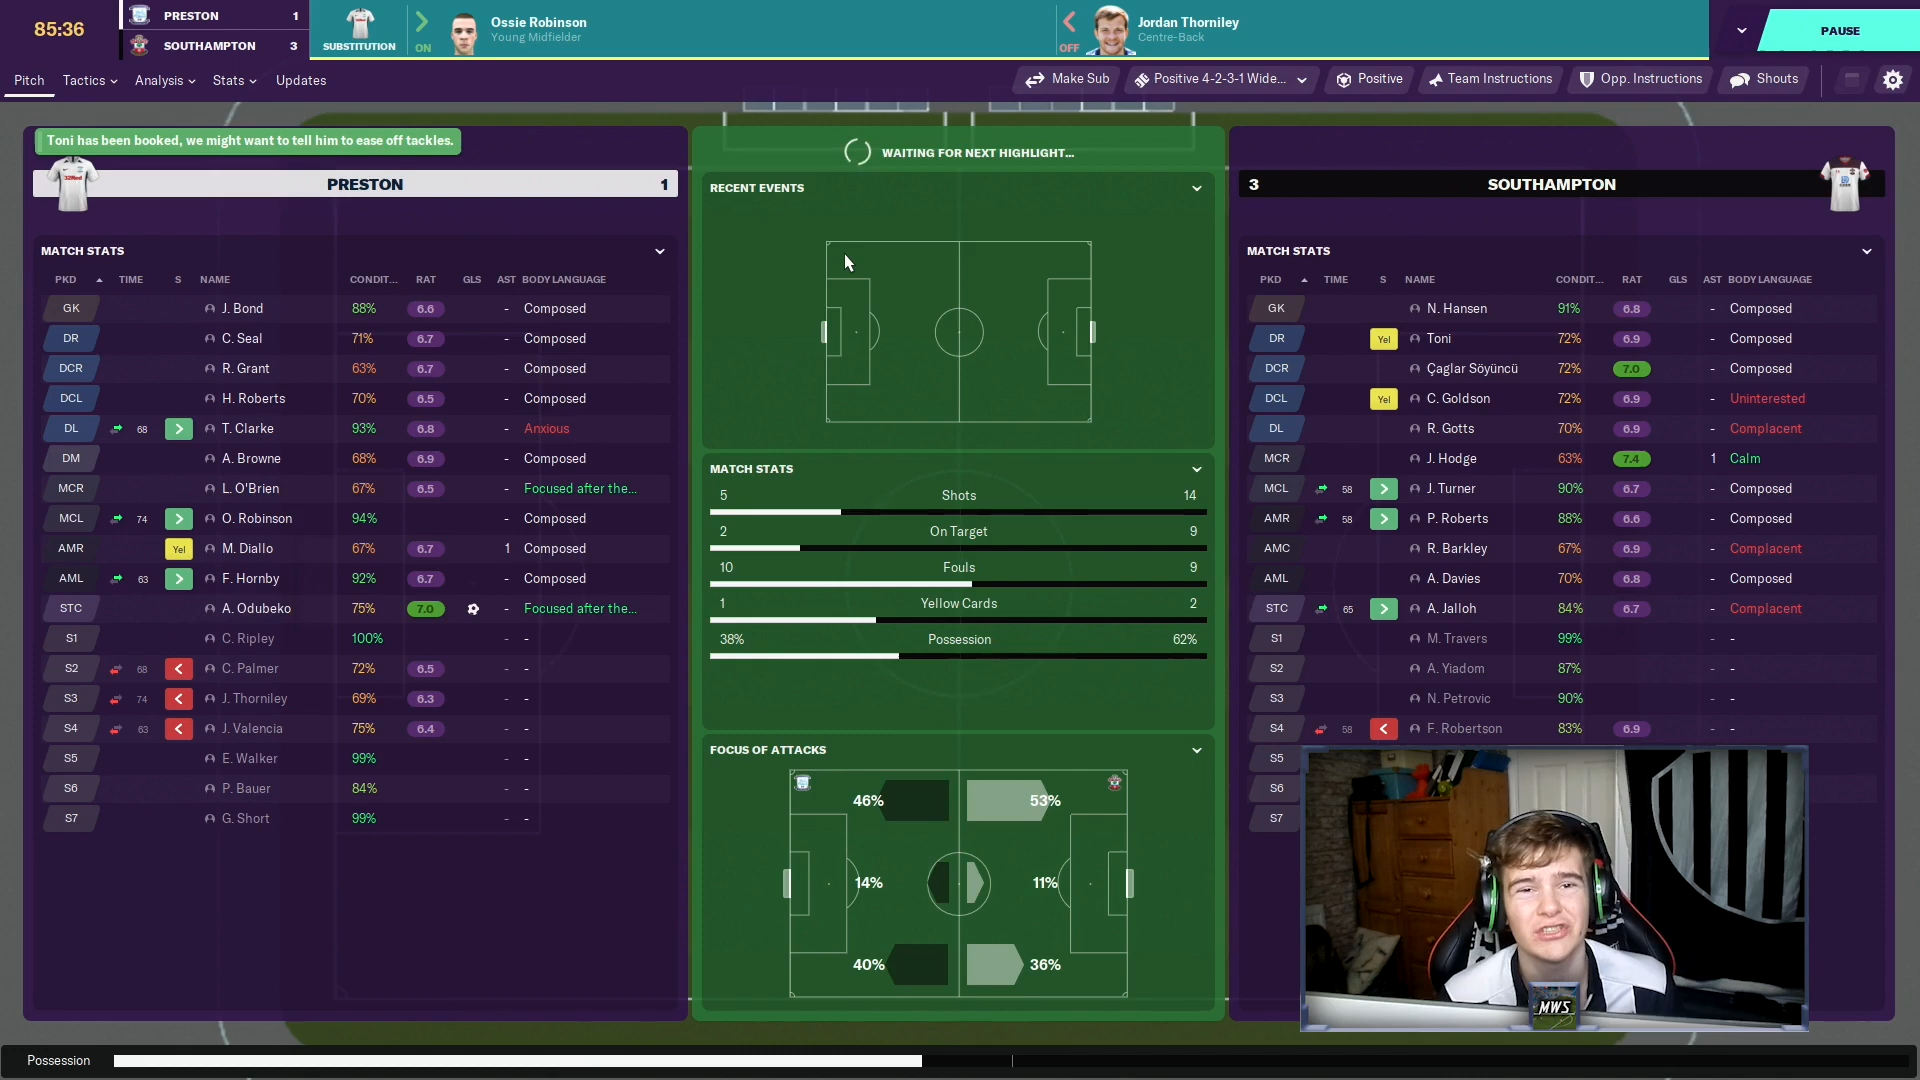 85:36
PRESTON 1
SOUTHAMPTON 3
SUBSTITUTION
ON
Ossie Robinson
Young Midfielder
OFF
Jordan Thorniley
Centre-Back
PAUSE
Pitch Tactics Analysis Stats Updates
Make Sub Positive 4-2-3-1 Wide... Positive Team Instructions Opp. Instructions Shouts
Toni has been booked, we might want to tell him to ease off tackles.
PRESTON 1
MATCH STATS
PKD TIME S NAME CONDIT... RAT GLS AST BODY LANGUAGE
GK J. Bond 88% 6.6 - Composed
DR C. Seal 71% 6.7 - Composed
DCR R. Grant 63% 6.7 - Composed
DCL H. Roberts 70% 6.5 - Composed
DL 68 T. Clarke 93% 6.8 - Anxious
DM A. Browne 68% 6.9 - Composed
MCR L. O'Brien 67% 6.5 - Focused after the...
MCL 74 O. Robinson 94% - Composed
AMR Yel M. Diallo 67% 6.7 1 Composed
AML 63 F. Hornby 92% 6.7 - Composed
STC A. Odubeko 75% 7.0 - Focused after the...
S1 C. Ripley 100% - -
S2 68 C. Palmer 72% 6.5 - -
S3 74 J. Thorniley 69% 6.3 - -
S4 63 J. Valencia 75% 6.4 - -
S5 E. Walker 99% - -
S6 P. Bauer 84% - -
S7 G. Short 99% - -
WAITING FOR NEXT HIGHLIGHT...
RECENT EVENTS
MATCH STATS
5 Shots 14
2 On Target 9
10 Fouls 9
1 Yellow Cards 2
38% Possession 62%
FOCUS OF ATTACKS
46% 53%
14% 11%
40% 36%
3 SOUTHAMPTON
MATCH STATS
PKD TIME S NAME CONDIT... RAT GLS AST BODY LANGUAGE
GK N. Hansen 91% 6.8 - Composed
DR Yel Toni 72% 6.9 - Composed
DCR Çaglar Söyüncü 72% 7.0 - Composed
DCL Yel C. Goldson 72% 6.9 - Uninterested
DL R. Gotts 70% 6.9 - Complacent
MCR J. Hodge 63% 7.4 1 Calm
MCL 58 J. Turner 90% 6.7 - Composed
AMR 58 P. Roberts 88% 6.6 - Composed
AMC R. Barkley 67% 6.9 - Complacent
AML A. Davies 70% 6.8 - Composed
STC 65 A. Jalloh 84% 6.7 - Complacent
S1 M. Travers 99% - -
S2 A. Yiadom 87% - -
S3 N. Petrovic 90% - -
S4 58 F. Robertson 83% 6.9 - -
S5
S6
S7
MWS
Possession